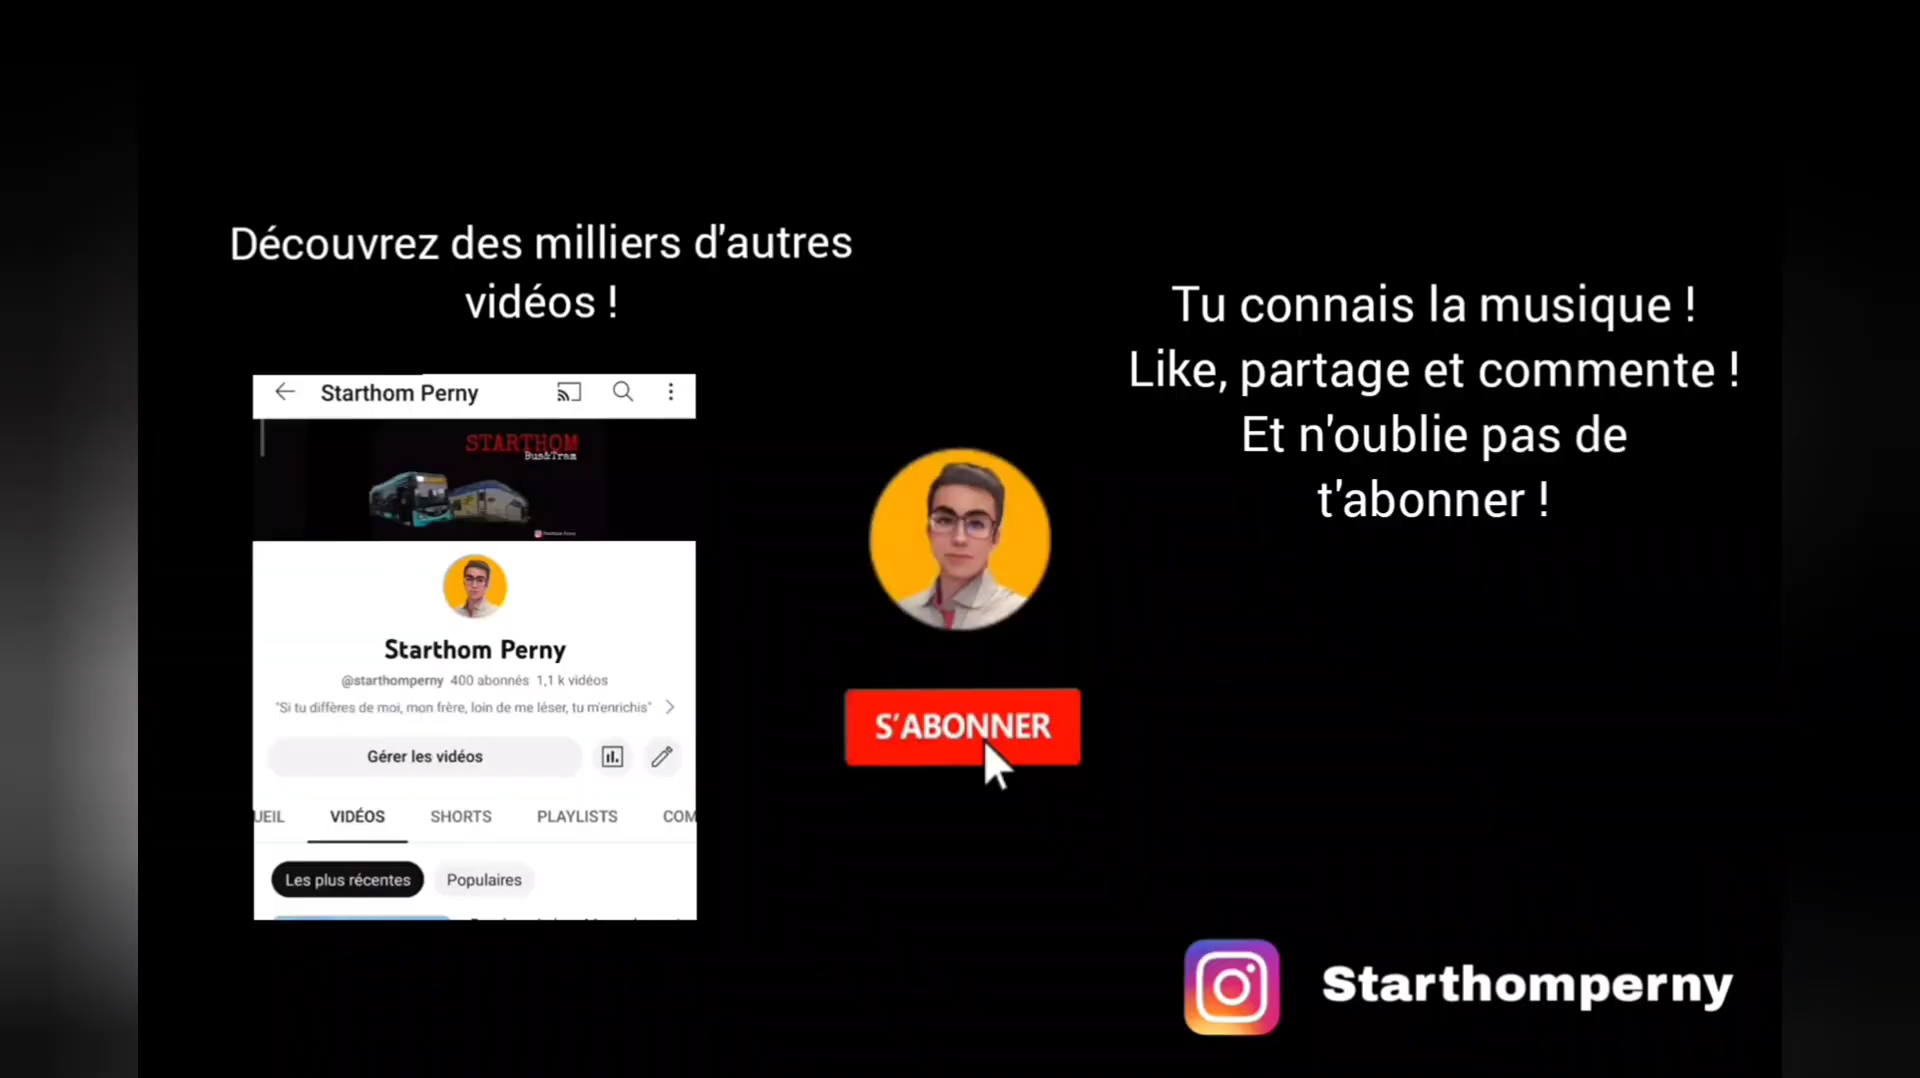 Découvrez des milliers d'autres
vidéos !
Starthom Perny
STARTHOM
Bus&Tram
Starthom Perny
@starthomperny 400 abonnés 1,1 k vidéos
"Si tu diffères de moi, mon frère, loin de me léser, tu m'enrichis"
Gérer les vidéos
UEIL VIDÉOS SHORTS PLAYLISTS COM
Les plus récentes Populaires
S'ABONNER
Tu connais la musique !
Like, partage et commente !
Et n'oublie pas de
t'abonner !
Starthomperny